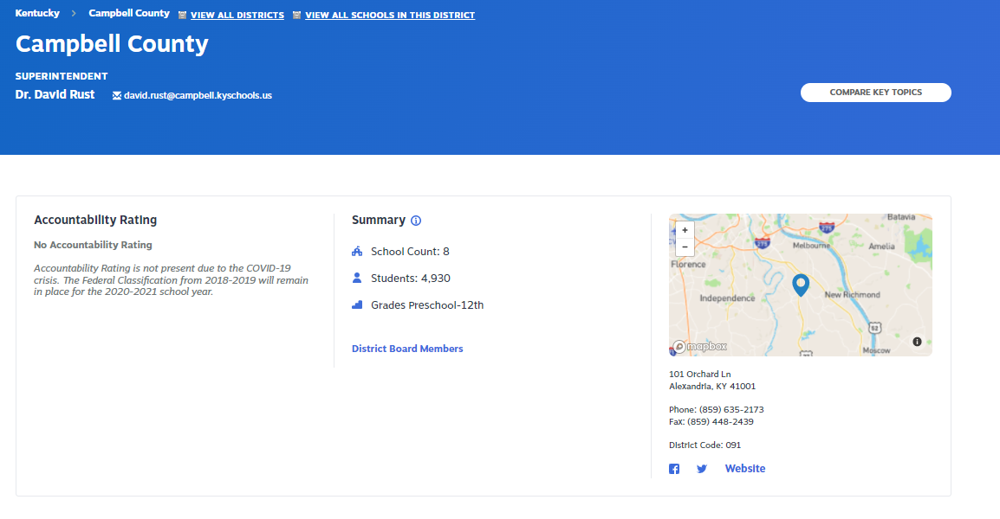 Kentucky > Campbell County VIEW ALL DISTRICTS VIEW ALL SCHOOLS IN THIS DISTRICT
Campbell County
SUPERINTENDENT
Dr. David Rust david.rust@campbell.kyschools.us
COMPARE KEY TOPICS
Accountability Rating
No Accountability Rating
Accountability Rating is not present due to the COVID-19
crisis. The Federal Classification from 2018-2019 will remain
in place for the 2020-2021 school year.
Summary
School Count: 8
Students: 4,930
Grades Preschool-12th
District Board Members
+
−
Batavia
275
275
Melbourne
Amelia
Florence
Independence
New Richmond
52
Moscow
mapbox
101 Orchard Ln
Alexandria, KY 41001
Phone: (859) 635-2173
Fax: (859) 448-2439
District Code: 091
Website